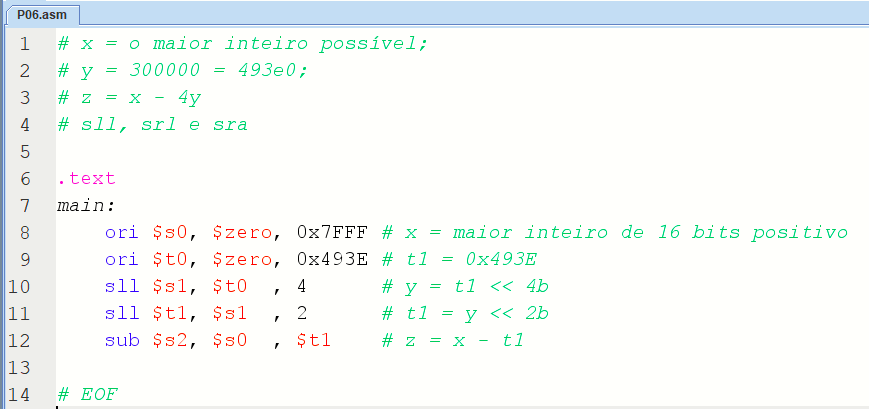 P06.asm
1 # x = o maior inteiro possível;
2 # y = 300000 = 493e0;
3 # z = x - 4y
4 # sll, srl e sra
5
6 .text
7 main:
8 ori $s0, $zero, 0x7FFF # x = maior inteiro de 16 bits positivo
9 ori $t0, $zero, 0x493E # t1 = 0x493E
10 sll $s1, $t0 , 4 # y = t1 << 4b
11 sll $t1, $s1 , 2 # t1 = y << 2b
12 sub $s2, $s0 , $t1 # z = x - t1
13
14 # EOF